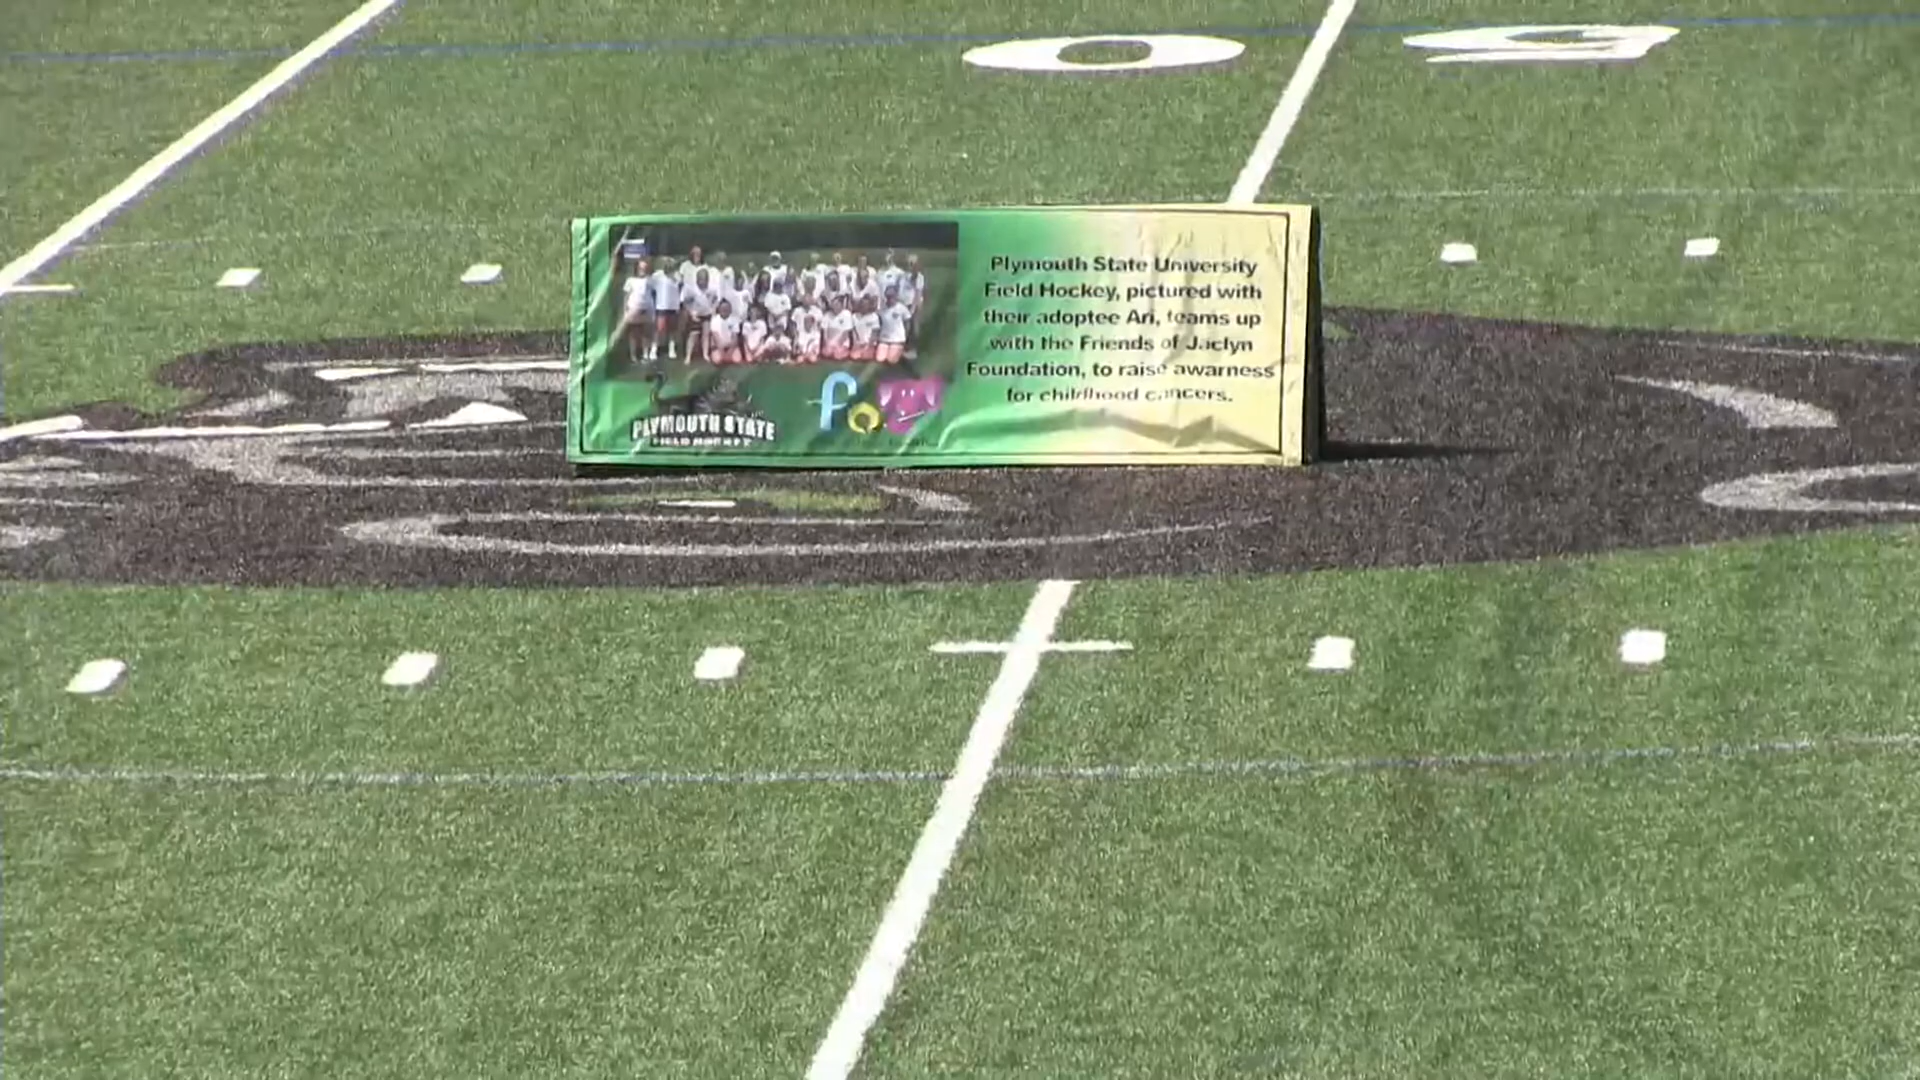 50
Plymouth State University
Field Hockey, pictured with
their adoptee Ari, teams up
with the Friends of Jaclyn
Foundation, to raise awarness
for childhood cancers.
PLYMOUTH STATE
FIELD HOCKEY
foj